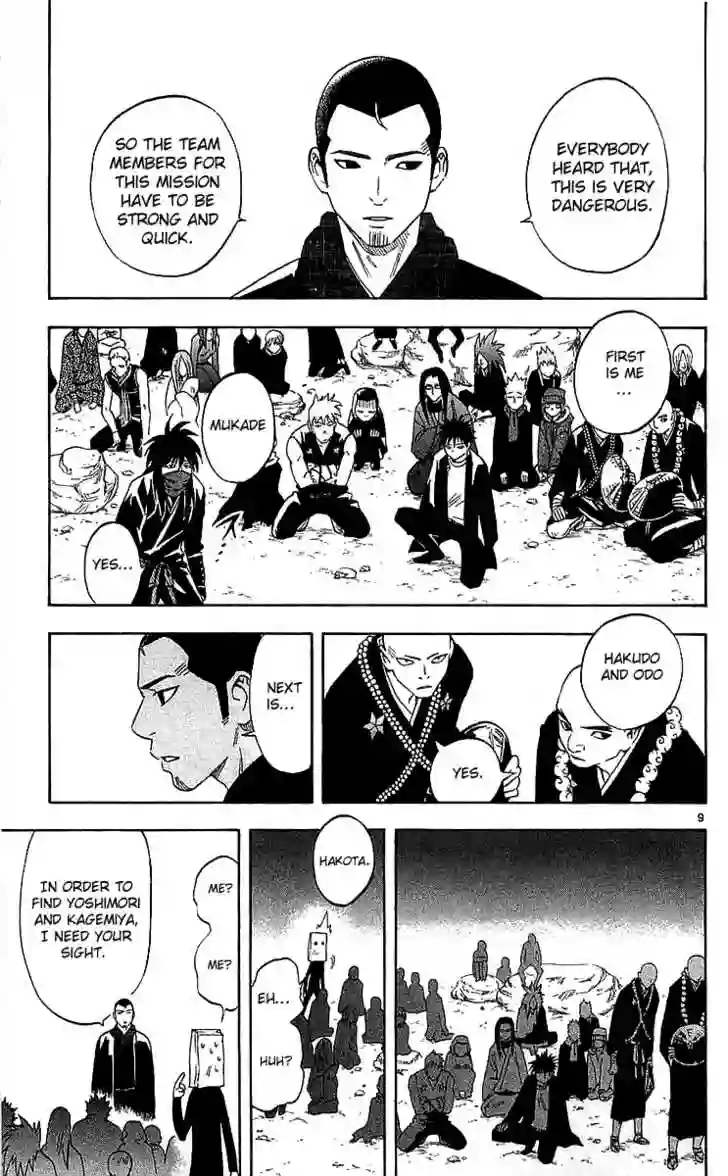 EVERYBODY
HEARD THAT,
THIS IS VERY
DANGEROUS.
SO THE TEAM
MEMBERS FOR
THIS MISSION
HAVE TO BE
STRONG AND
QUICK.
FIRST
IS ME
...
MUKADE
YES...
HAKUDO
AND ODO
YES.
NEXT
IS...
9
HAKOTA.
EH...
HUH?
ME?
ME?
IN ORDER TO
FIND YOSHIMORI
AND KAGEMIYA,
I NEED YOUR
SIGHT.